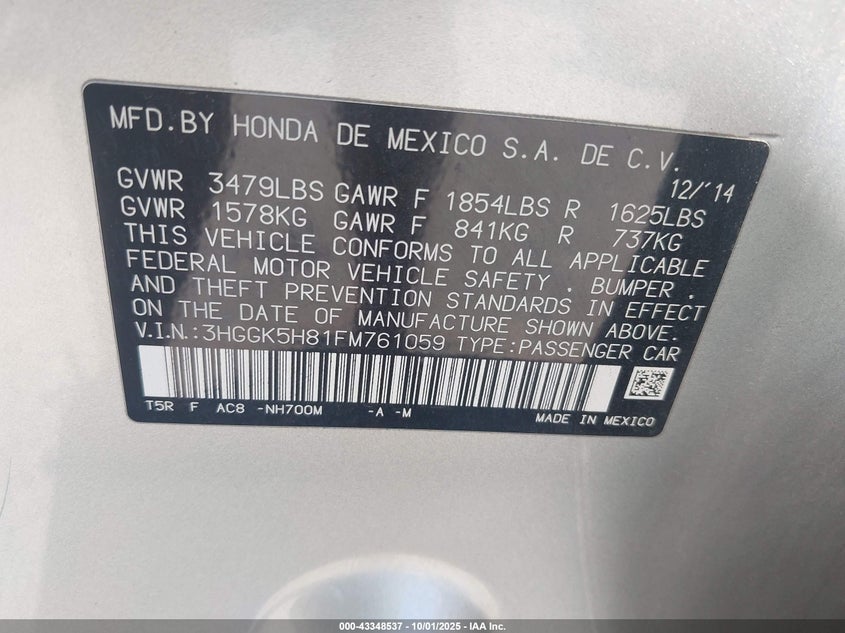 MFD.BY HONDA DE MEXICO S.A. DE C.V.
12/'14
GVWR 3479LBS GAWR F 1854LBS R 1625LBS
GVWR 1578KG GAWR F 841KG R 737KG
THIS VEHICLE CONFORMS TO ALL APPLICABLE
FEDERAL MOTOR VEHICLE SAFETY , BUMPER ,
AND THEFT PREVENTION STANDARDS IN EFFECT
ON THE DATE OF MANUFACTURE SHOWN ABOVE.
V.I.N.:3HGGK5H81FM761059 TYPE:PASSENGER CAR
T5R F AC8 -NH700M -A -M
MADE IN MEXICO
000-43348537 - 10/01/2025 - IAA Inc.